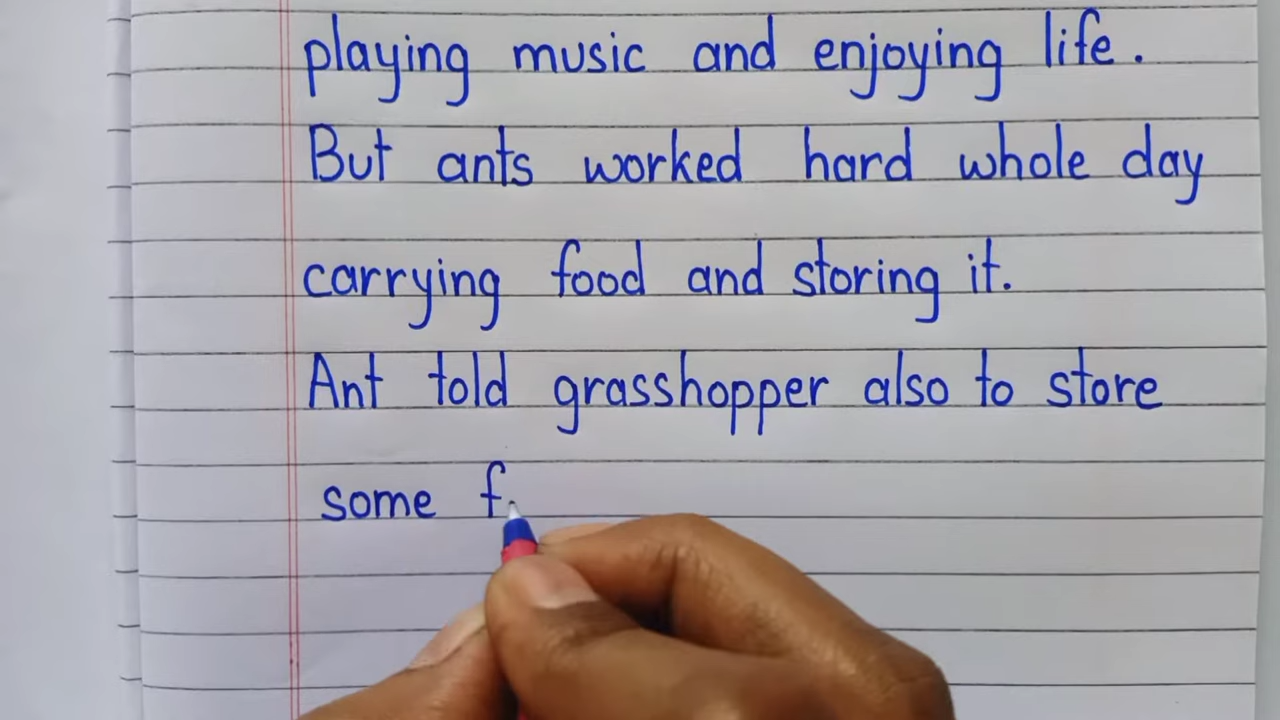 playing music and enjoying life.
But ants worked hard whole day
carrying food and storing it.
Ant told grasshopper also to store
some f